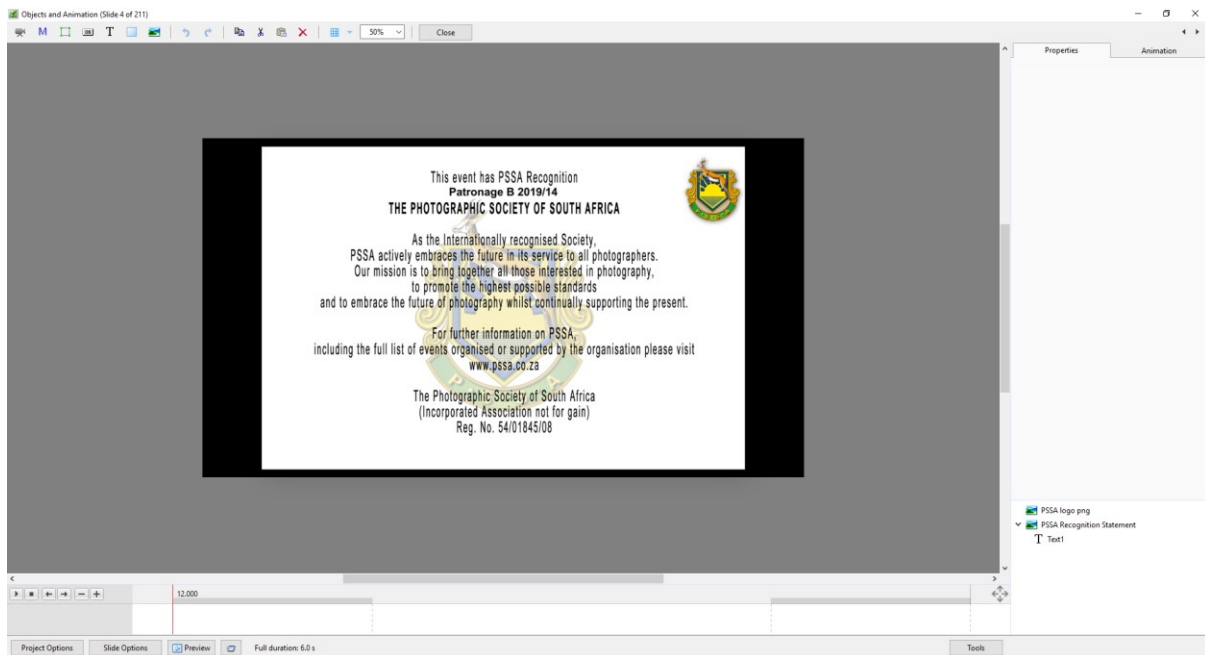 Objects and Animation (Slide 4 of 211)
M OK T 50% Close
Properties Animation
This event has PSSA Recognition
Patronage B 2019/14
THE PHOTOGRAPHIC SOCIETY OF SOUTH AFRICA
As the Internationally recognised Society,
PSSA actively embraces the future in its service to all photographers.
Our mission is to bring together all those interested in photography,
to promote the highest possible standards
and to embrace the future of photography whilst continually supporting the present.
For further information on PSSA,
including the full list of events organised or supported by the organisation please visit
www.pssa.co.za
The Photographic Society of South Africa
(Incorporated Association not for gain)
Reg. No. 54/01845/08
PSSA logo png
PSSA Recognition Statement
T Text1
12.000
Project Options Slide Options Preview Full duration: 6.0 s Tools